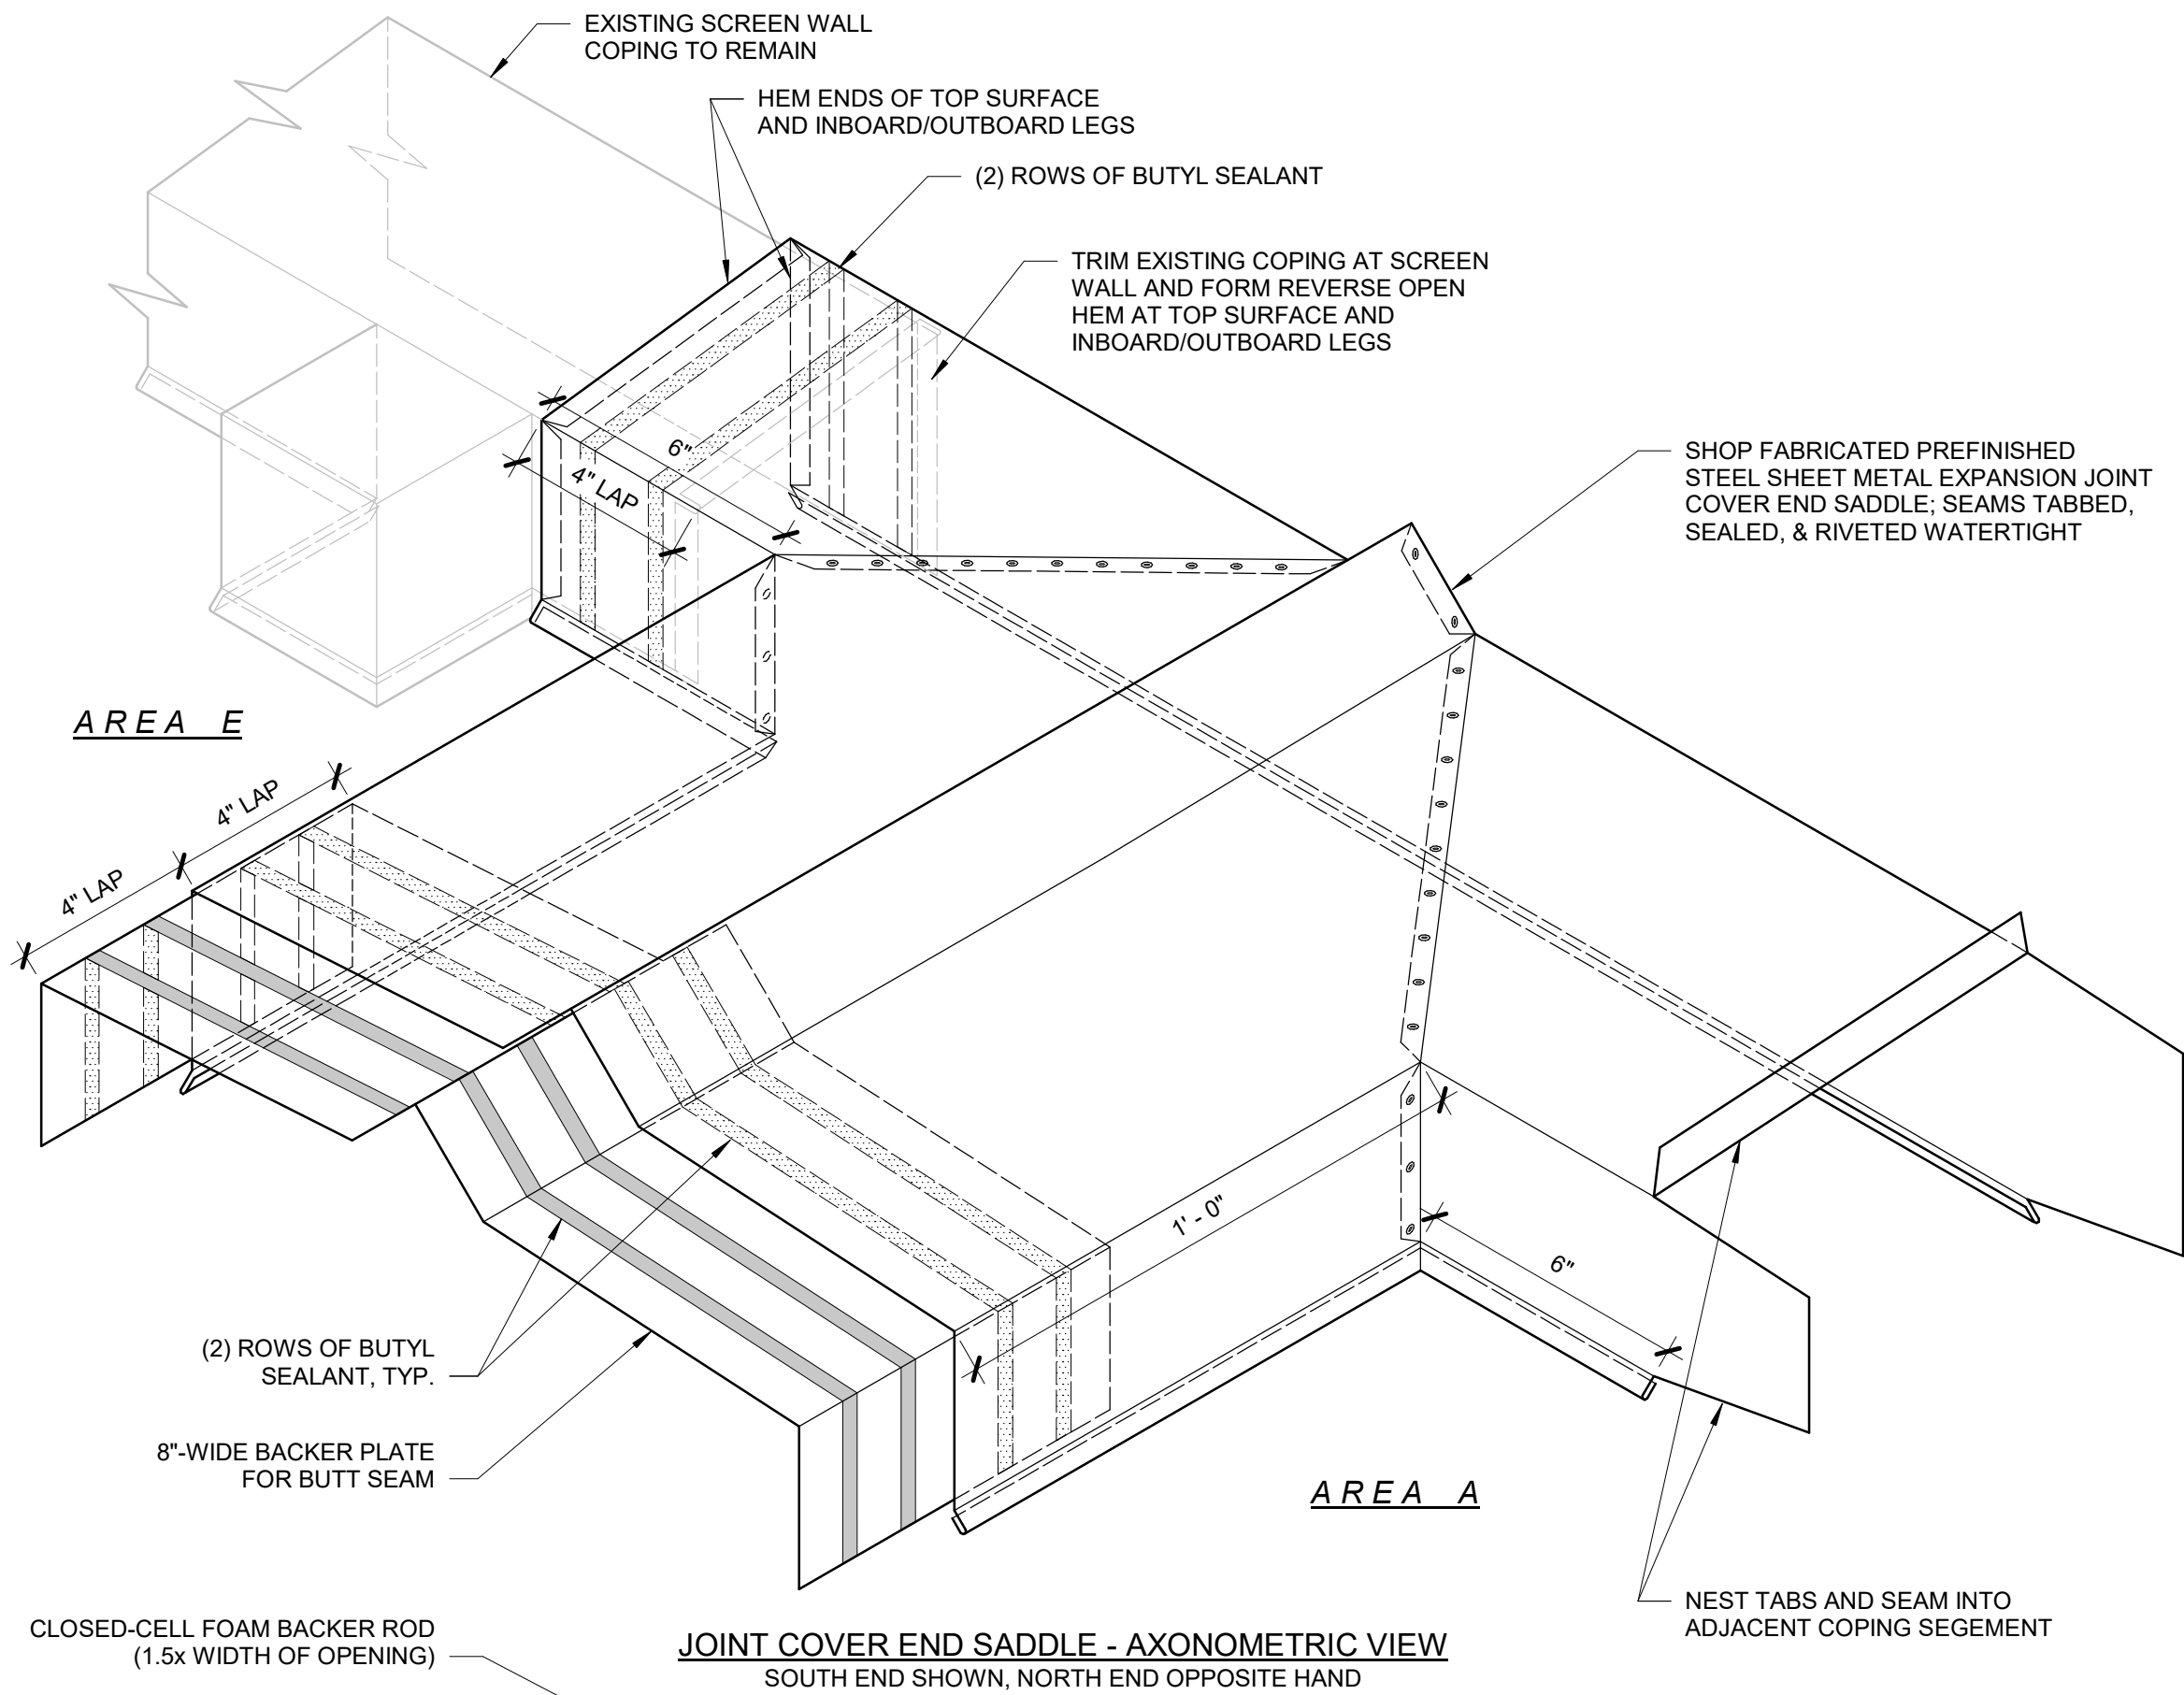 EXISTING SCREEN WALL
COPING TO REMAIN
HEM ENDS OF TOP SURFACE
AND INBOARD/OUTBOARD LEGS
(2) ROWS OF BUTYL SEALANT
TRIM EXISTING COPING AT SCREEN
WALL AND FORM REVERSE OPEN
HEM AT TOP SURFACE AND
INBOARD/OUTBOARD LEGS
6"
4" LAP
SHOP FABRICATED PREFINISHED
STEEL SHEET METAL EXPANSION JOINT
COVER END SADDLE; SEAMS TABBED,
SEALED, & RIVETED WATERTIGHT
AREA E
4" LAP
4" LAP
1' - 0"
6"
(2) ROWS OF BUTYL
SEALANT, TYP.
8"-WIDE BACKER PLATE
FOR BUTT SEAM
AREA A
NEST TABS AND SEAM INTO
ADJACENT COPING SEGEMENT
CLOSED-CELL FOAM BACKER ROD
(1.5x WIDTH OF OPENING)
JOINT COVER END SADDLE - AXONOMETRIC VIEW
SOUTH END SHOWN, NORTH END OPPOSITE HAND